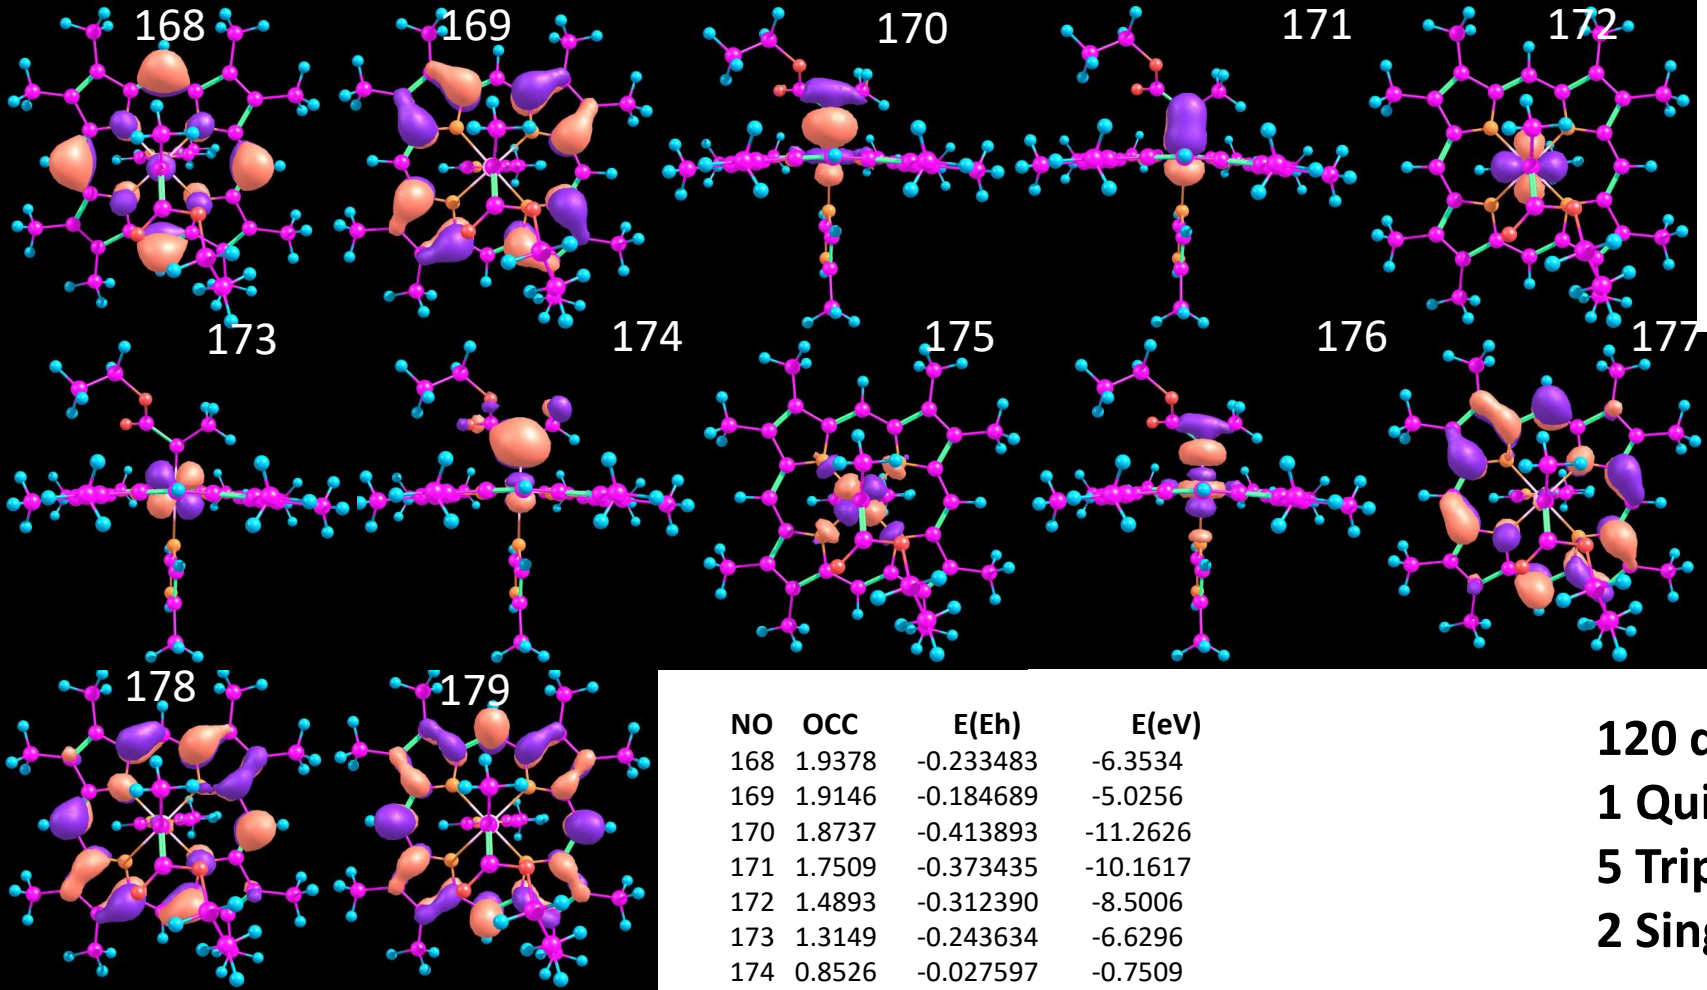 168 169 170 171 172
173 174 175 176 177
178 179
NO OCC E(Eh) E(eV)
168 1.9378 -0.233483 -6.3534
169 1.9146 -0.184689 -5.0256
170 1.8737 -0.413893 -11.2626
171 1.7509 -0.373435 -10.1617
172 1.4893 -0.312390 -8.5006
173 1.3149 -0.243634 -6.6296
174 0.8526 -0.027597 -0.7509
120
1
5
2